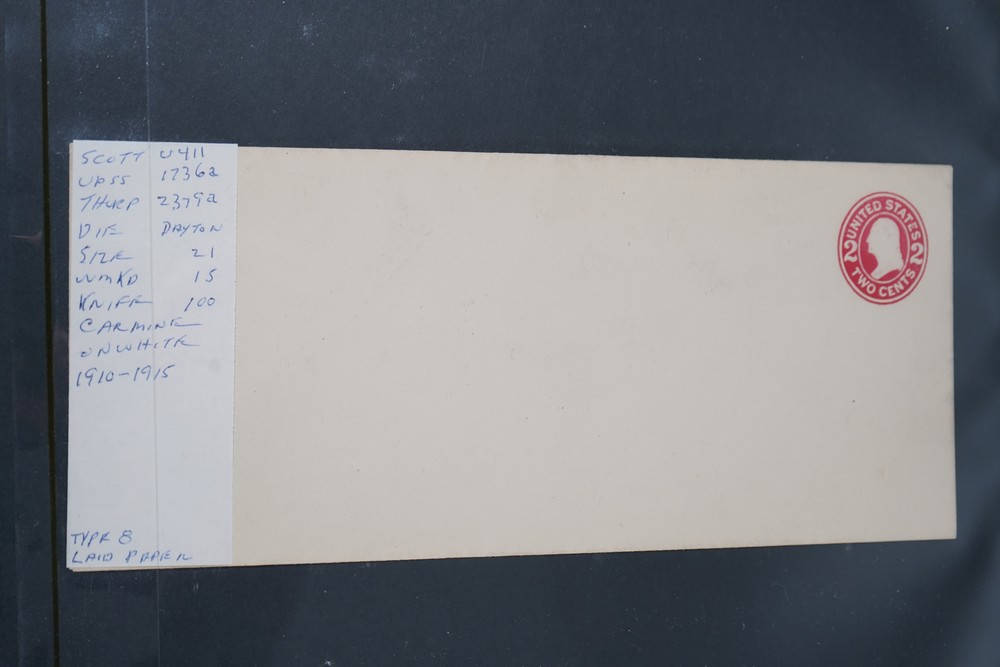 SCOTT U411
UPSS 1736a
THORP 2379a
DIE DAYTON
SIZE 21
WMKD 15
KNIFE 100
CARMINE
ON WHITE
1910-1915
TYPE 8
LAID PAPER
UNITED STATES
2 2
TWO CENTS